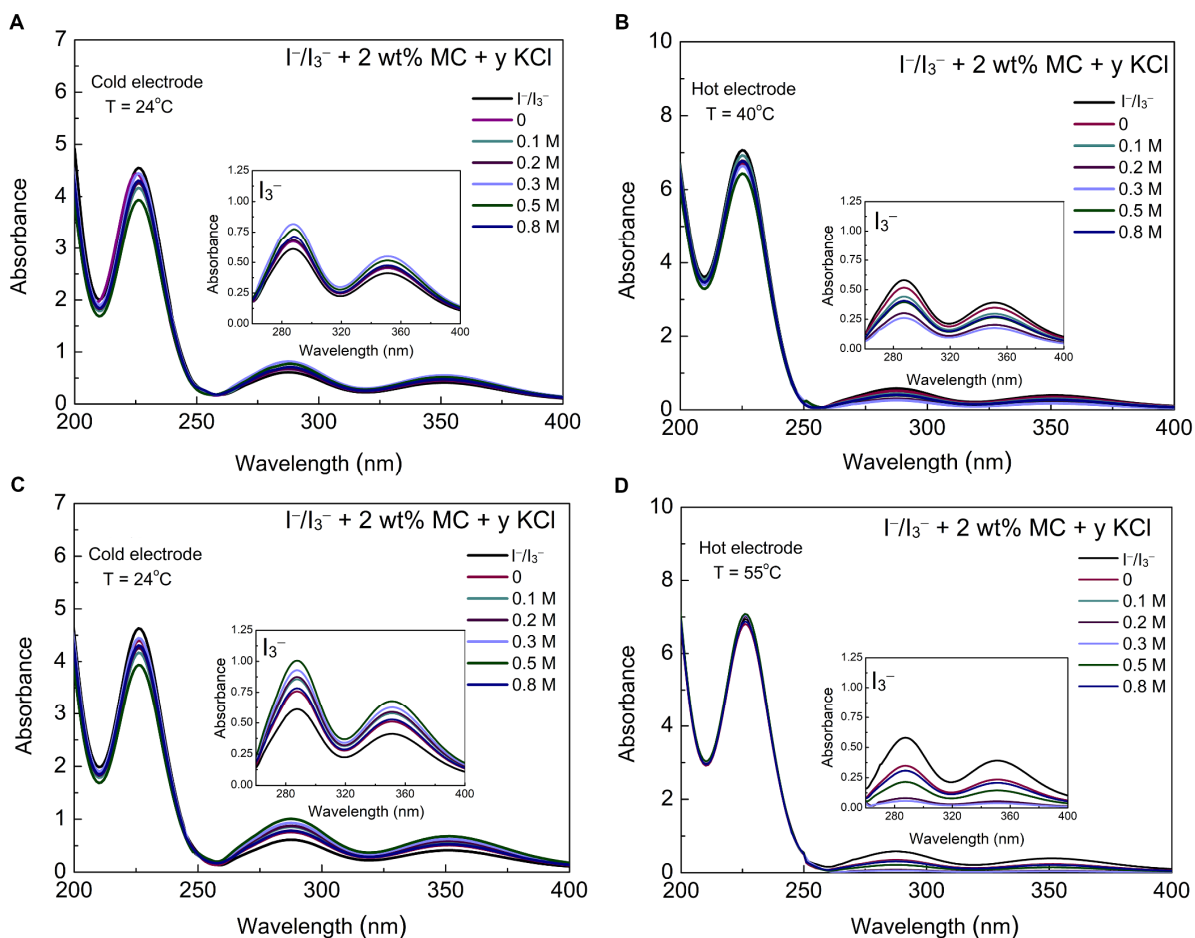 A
I⁻/I₃⁻ + 2 wt% MC + y KCl
Cold electrode
T = 24°C
I⁻/I₃⁻
0
0.1 M
0.2 M
0.3 M
0.5 M
0.8 M
Absorbance
7
6
5
4
3
2
1
0
200
250
300
350
400
Wavelength (nm)
I₃⁻
Absorbance
1.25
1.00
0.75
0.50
0.25
0.00
280
320
360
400
Wavelength (nm)
B
I⁻/I₃⁻ + 2 wt% MC + y KCl
Hot electrode
T = 40°C
I⁻/I₃⁻
0
0.1 M
0.2 M
0.3 M
0.5 M
0.8 M
Absorbance
10
8
6
4
2
0
200
250
300
350
400
Wavelength (nm)
I₃⁻
Absorbance
1.25
1.00
0.75
0.50
0.25
0.00
280
320
360
400
Wavelength (nm)
C
I⁻/I₃⁻ + 2 wt% MC + y KCl
Cold electrode
T = 24°C
I⁻/I₃⁻
0
0.1 M
0.2 M
0.3 M
0.5 M
0.8 M
Absorbance
7
6
5
4
3
2
1
0
200
250
300
350
400
Wavelength (nm)
I₃⁻
Absorbance
1.25
1.00
0.75
0.50
0.25
0.00
280
320
360
400
Wavelength (nm)
D
I⁻/I₃⁻ + 2 wt% MC + y KCl
Hot electrode
T = 55°C
I⁻/I₃⁻
0
0.1 M
0.2 M
0.3 M
0.5 M
0.8 M
Absorbance
10
8
6
4
2
0
200
250
300
350
400
Wavelength (nm)
I₃⁻
Absorbance
1.25
1.00
0.75
0.50
0.25
0.00
280
320
360
400
Wavelength (nm)